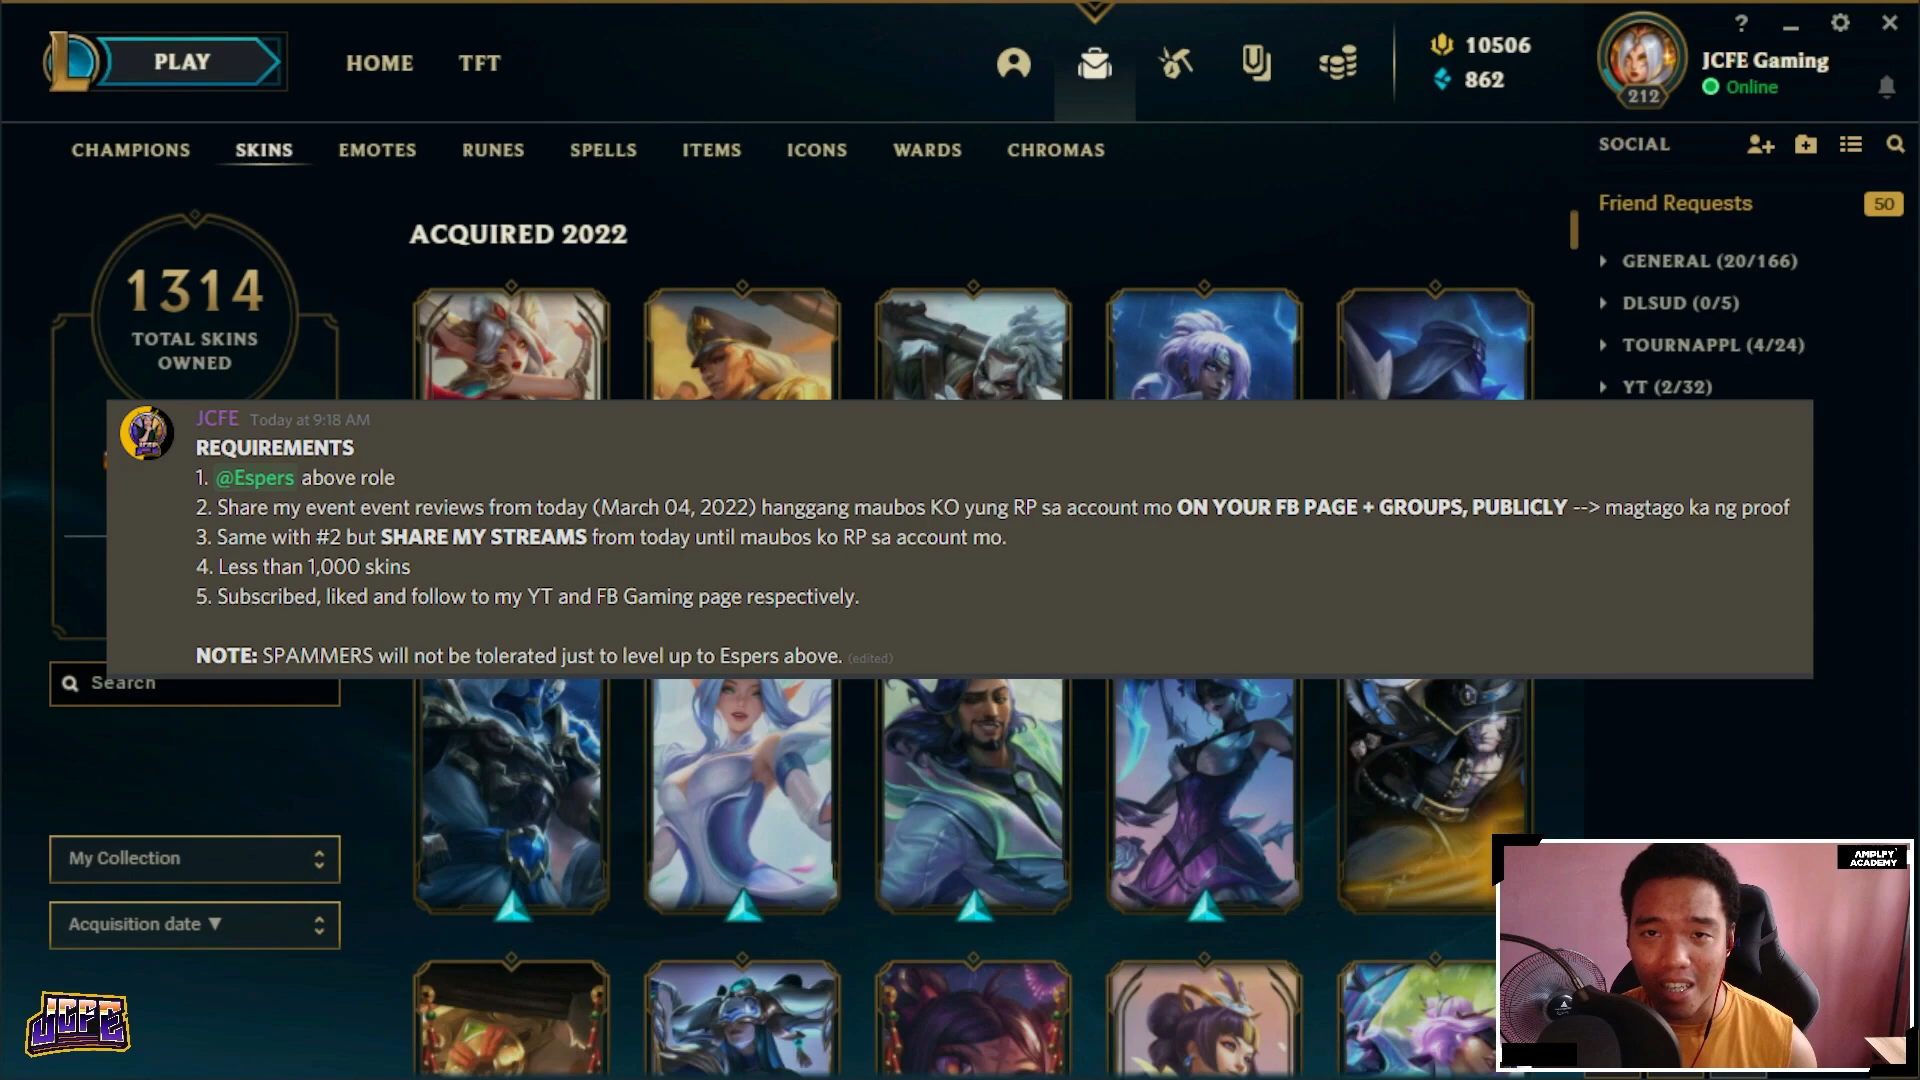 PLAY
HOME
TFT
10506
862
?
JCFE Gaming
Online
212
CHAMPIONS
SKINS
EMOTES
RUNES
SPELLS
ITEMS
ICONS
WARDS
CHROMAS
SOCIAL
Friend Requests
50
GENERAL (20/166)
DLSUD (0/5)
TOURNAPPL (4/24)
YT (2/32)
1314
TOTAL SKINS
OWNED
ACQUIRED 2022
JCFE Today at 9:18 AM
REQUIREMENTS
1. @Espers above role
2. Share my event event reviews from today (March 04, 2022) hanggang maubos KO yung RP sa account mo ON YOUR FB PAGE + GROUPS, PUBLICLY --> magtago ka ng proof
3. Same with #2 but SHARE MY STREAMS from today until maubos ko RP sa account mo.
4. Less than 1,000 skins
5. Subscribed, liked and follow to my YT and FB Gaming page respectively.
NOTE: SPAMMERS will not be tolerated just to level up to Espers above. (edited)
Search
My Collection
Acquisition date ▼
JCFE
AMPLFY
ACADEMY